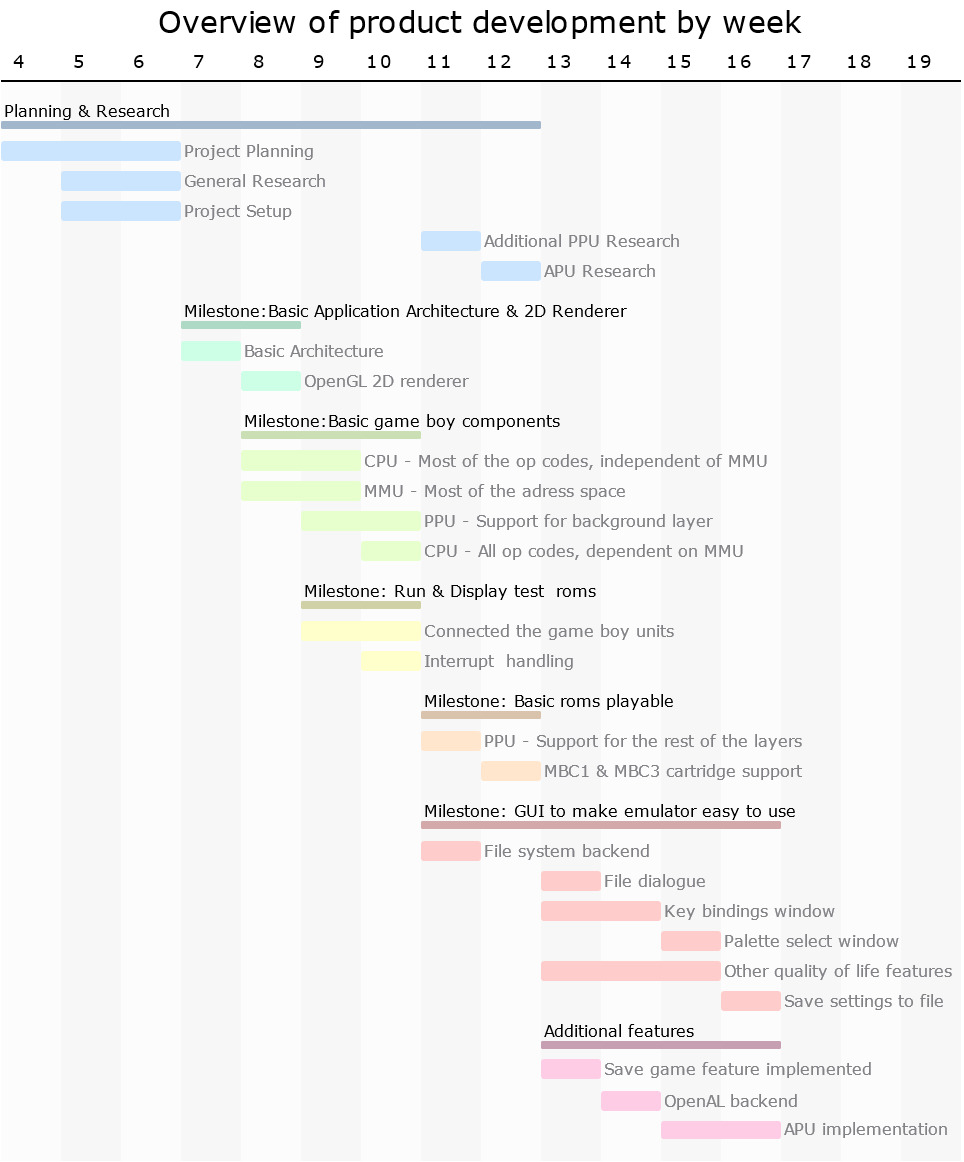 Overview of product development by week
4 5 6 7 8 9 10 11 12 13 14 15 16 17 18 19
Planning & Research
Project Planning
General Research
Project Setup
Additional PPU Research
APU Research
Milestone:Basic Application Architecture & 2D Renderer
Basic Architecture
OpenGL 2D renderer
Milestone:Basic game boy components
CPU - Most of the op codes, independent of MMU
MMU - Most of the adress space
PPU - Support for background layer
CPU - All op codes, dependent on MMU
Milestone: Run & Display test  roms
Connected the game boy units
Interrupt  handling
Milestone: Basic roms playable
PPU - Support for the rest of the layers
MBC1 & MBC3 cartridge support
Milestone: GUI to make emulator easy to use
File system backend
File dialogue
Key bindings window
Palette select window
Other quality of life features
Save settings to file
Additional features
Save game feature implemented
OpenAL backend
APU implementation